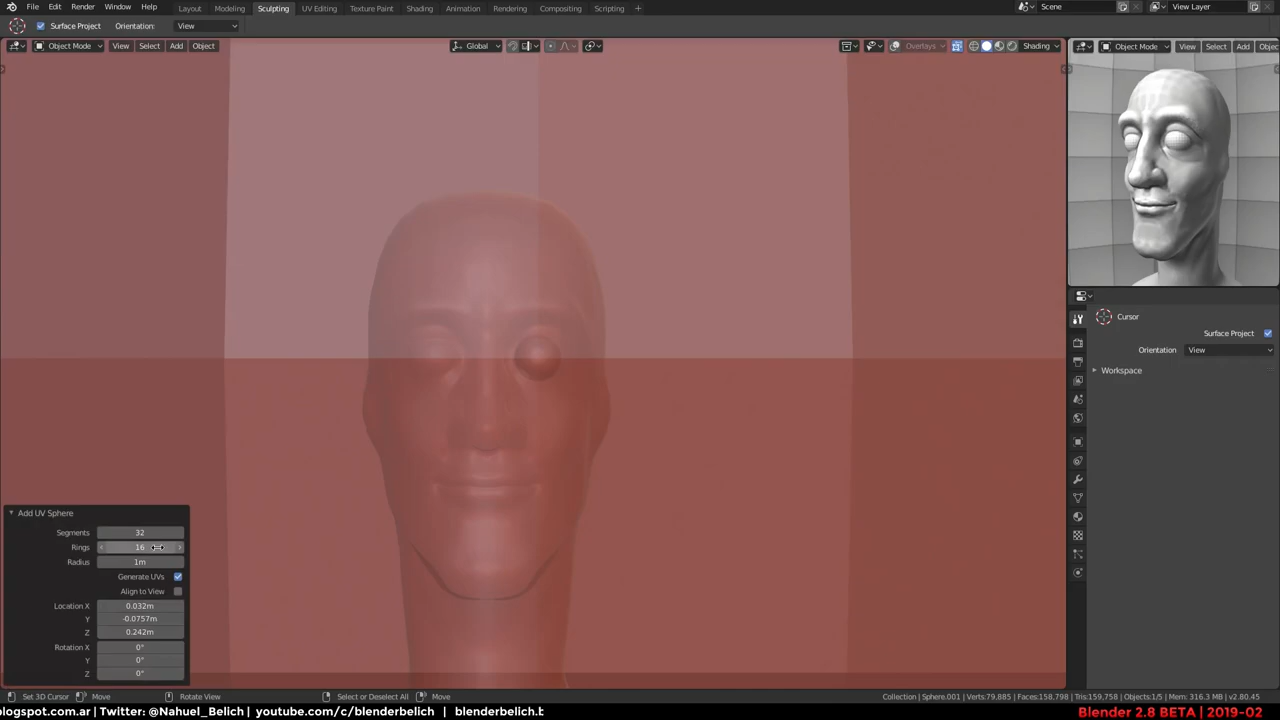 File Edit Render Window Help Layout Modeling Sculpting UV Editing Texture Paint Shading Animation Rendering Compositing Scripting + Scene View Layer
Surface Project Orientation: View
Object Mode View Select Add Object Global Overlays Shading Object Mode View Select Add Objec
Cursor
Surface Project
Orientation View
Workspace
Add UV Sphere
Segments 32
Rings 16
Radius 1m
Generate UVs
Align to View
Location X 0.032m
Y -0.0757m
Z 0.242m
Rotation X 0°
Y 0°
Z 0°
Set 3D Cursor Move Rotate View Select or Deselect All Move Collection | Sphere.001 | Verts:79,885 | Faces:158,798 | Tris:159,758 | Objects:1/5 | Mem: 316.3 MB | v2.80.45
blogspot.com.ar | Twitter: @Nahuel_Belich | youtube.com/c/blenderbelich | blenderbelich.b
Blender 2.8 BETA | 2019-02